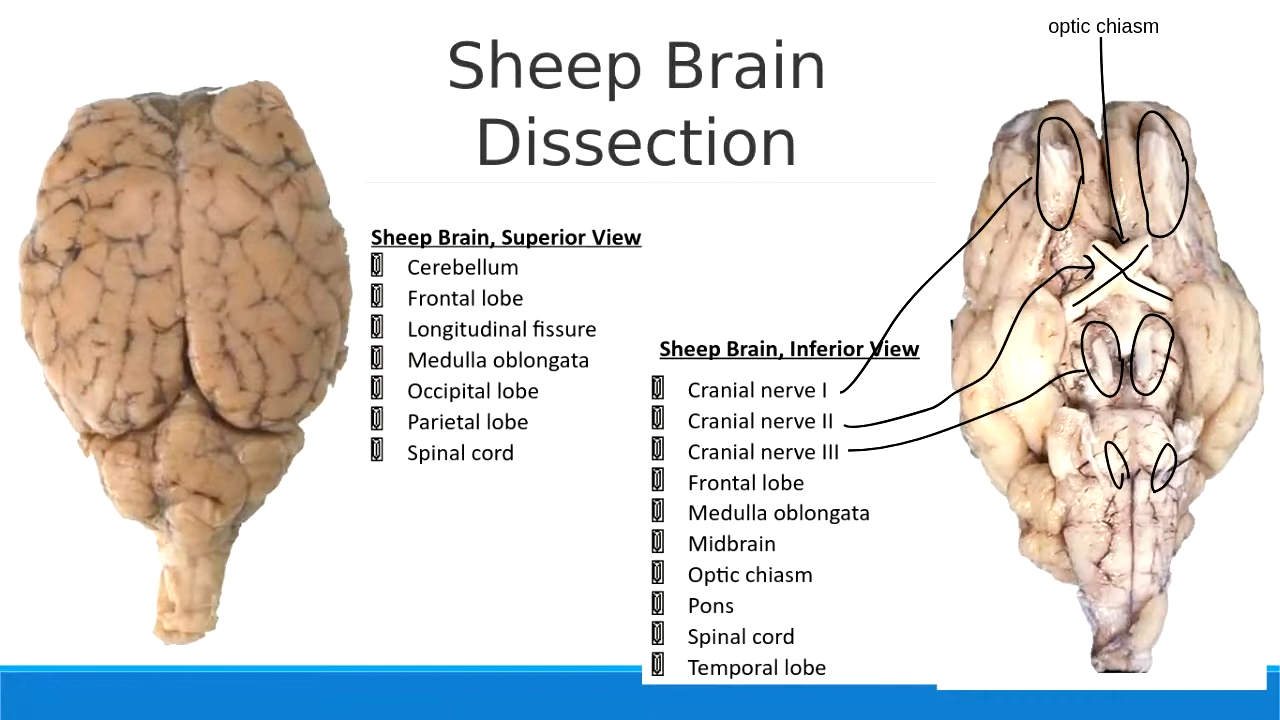 optic chiasm
Sheep Brain
Dissection
Sheep Brain, Superior View
Cerebellum
Frontal lobe
Longitudinal fissure
Medulla oblongata
Occipital lobe
Parietal lobe
Spinal cord
Sheep Brain, Inferior View
Cranial nerve I
Cranial nerve II
Cranial nerve III
Frontal lobe
Medulla oblongata
Midbrain
Optic chiasm
Pons
Spinal cord
Temporal lobe